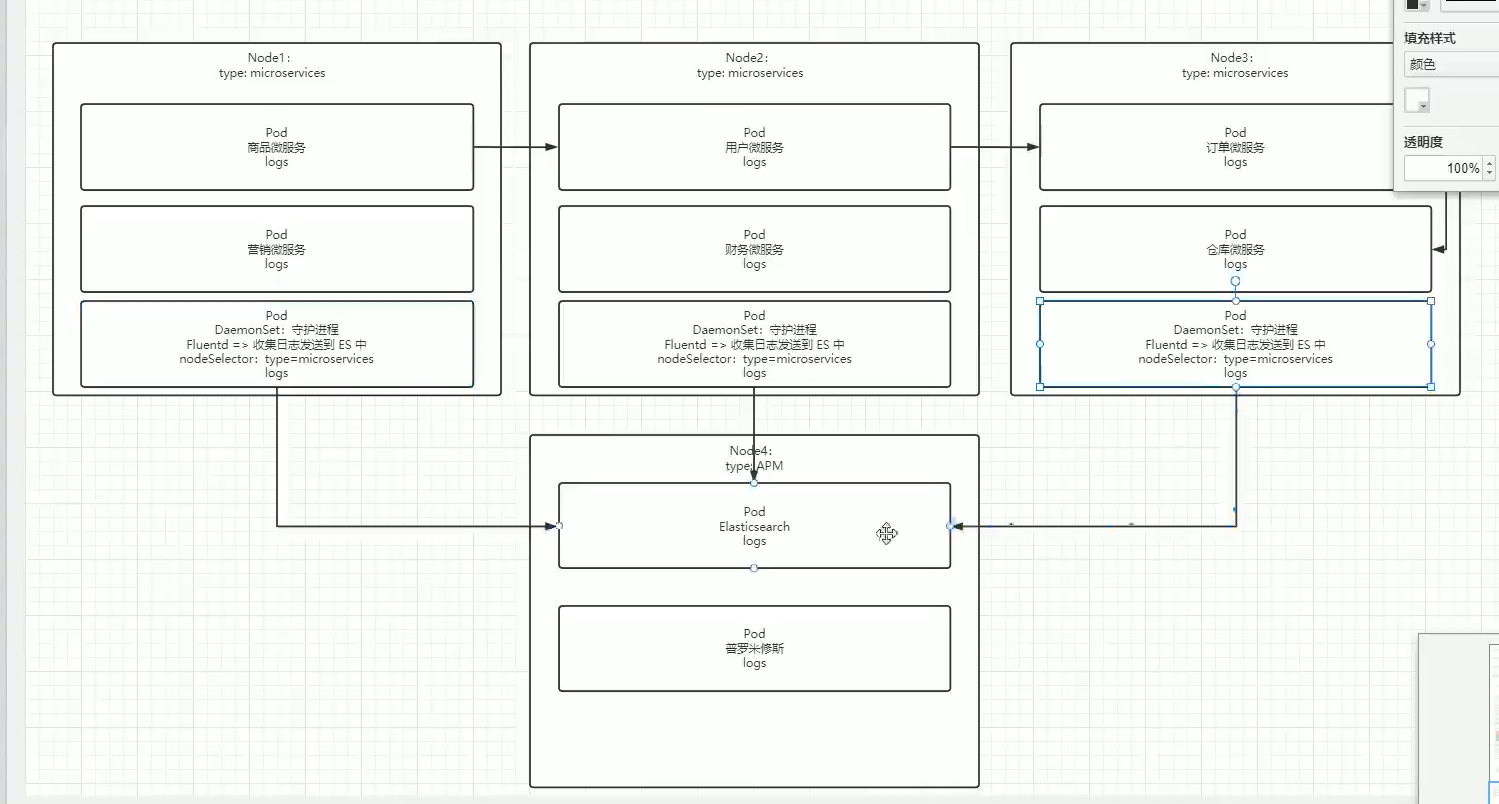 填充样式
颜色
透明度
100%
Node1:
type: microservices
Pod
商品微服务
logs
Pod
营销微服务
logs
Pod
DaemonSet：守护进程
Fluentd => 收集日志发送到 ES 中
nodeSelector：type=microservices
logs
Node2:
type: microservices
Pod
用户微服务
logs
Pod
财务微服务
logs
Pod
DaemonSet：守护进程
Fluentd => 收集日志发送到 ES 中
nodeSelector：type=microservices
logs
Node3:
type: microservices
Pod
订单微服务
logs
Pod
仓库微服务
logs
Pod
DaemonSet：守护进程
Fluentd => 收集日志发送到 ES 中
nodeSelector：type=microservices
logs
Node4:
type: APM
Pod
Elasticsearch
logs
Pod
普罗米修斯
logs